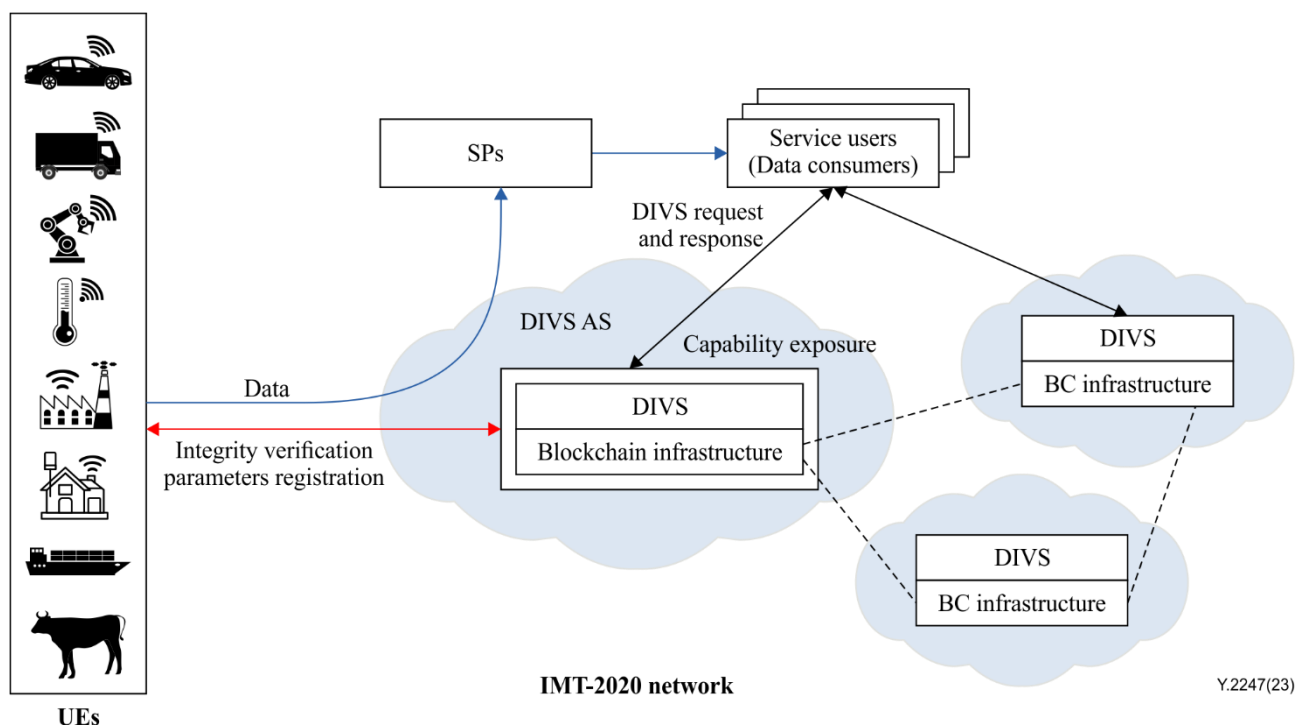 SPs
Service users
(Data consumers)
DIVS request
and response
DIVS AS
Capability exposure
DIVS
BC infrastructure
Data
DIVS
Blockchain infrastructure
Integrity verification
parameters registration
DIVS
BC infrastructure
IMT-2020 network
Y.2247(23)
UEs